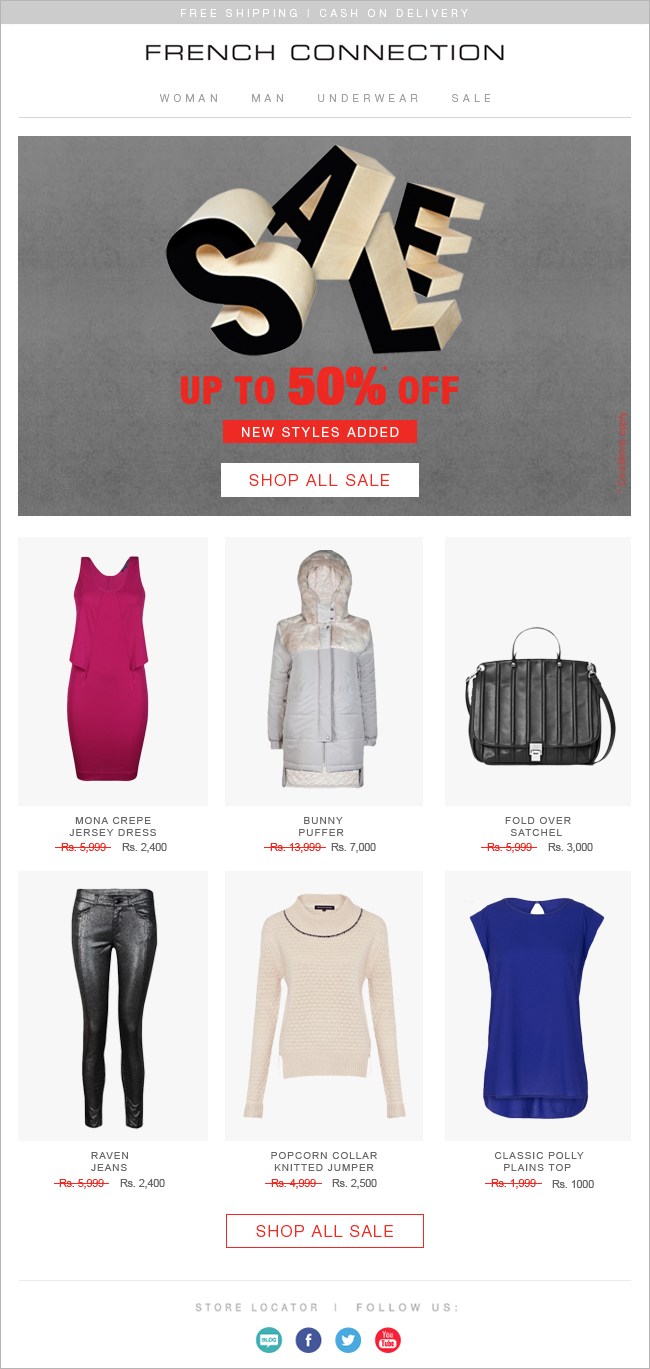 FREE SHIPPING | CASH ON DELIVERY
FRENCH CONNECTION
WOMAN MAN UNDERWEAR SALE
SALE
UP TO 50%* OFF
NEW STYLES ADDED
SHOP ALL SALE
* Conditions apply
MONA CREPE
JERSEY DRESS
Rs. 5,999 Rs. 2,400
BUNNY
PUFFER
Rs. 13,999 Rs. 7,000
FOLD OVER
SATCHEL
Rs. 5,999 Rs. 3,000
RAVEN
JEANS
Rs. 5,999 Rs. 2,400
POPCORN COLLAR
KNITTED JUMPER
Rs. 4,999 Rs. 2,500
CLASSIC POLLY
PLAINS TOP
Rs. 1,999 Rs. 1000
SHOP ALL SALE
STORE LOCATOR | FOLLOW US:
BLOG
f
You
Tube